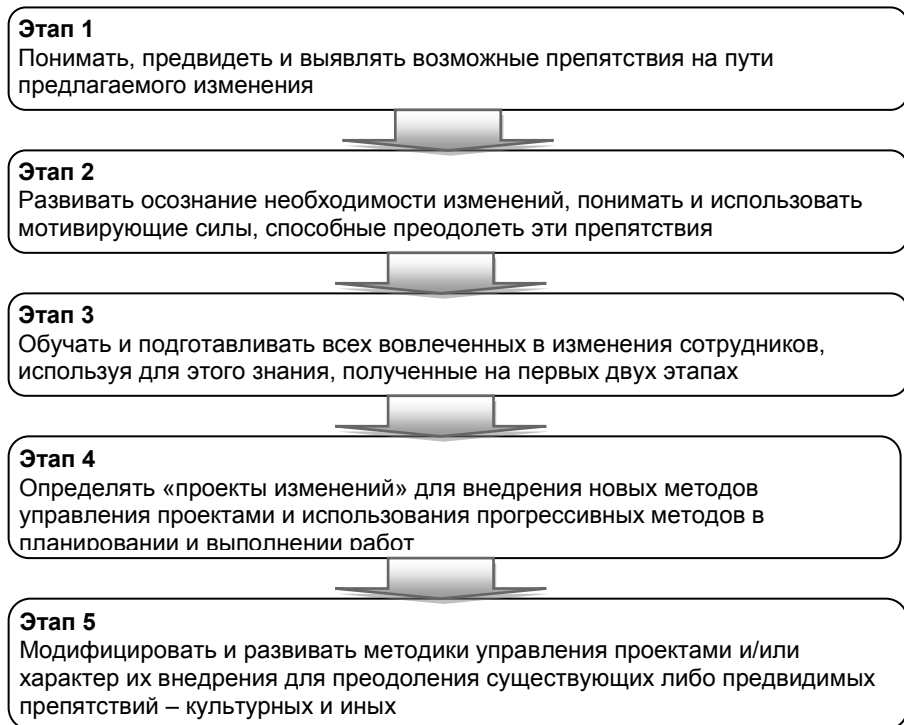 Этап 1
Понимать, предвидеть и выявлять возможные препятствия на пути
предлагаемого изменения
Этап 2
Развивать осознание необходимости изменений, понимать и использовать
мотивирующие силы, способные преодолеть эти препятствия
Этап 3
Обучать и подготавливать всех вовлеченных в изменения сотрудников,
используя для этого знания, полученные на первых двух этапах
Этап 4
Определять «проекты изменений» для внедрения новых методов
управления проектами и использования прогрессивных методов в
планировании и выполнении работ
Этап 5
Модифицировать и развивать методики управления проектами и/или
характер их внедрения для преодоления существующих либо предвидимых
препятствий – культурных и иных